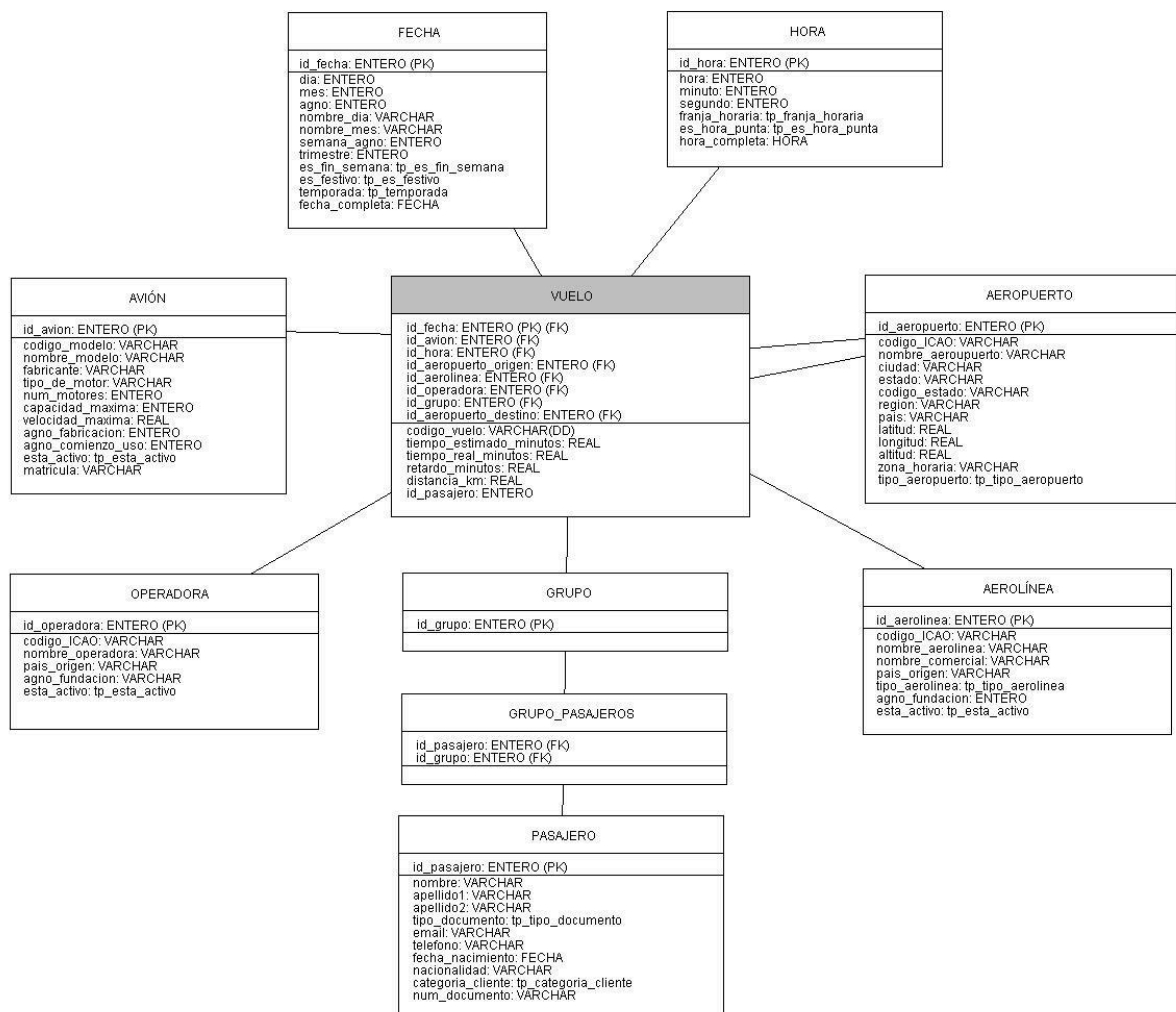 FECHA
id_fecha: ENTERO (PK)
dia: ENTERO
mes: ENTERO
agno: ENTERO
nombre_dia: VARCHAR
nombre_mes: VARCHAR
semana_agno: ENTERO
trimestre: ENTERO
es_fin_semana: tp_es_fin_semana
es_festivo: tp_es_festivo
temporada: tp_temporada
fecha_completa: FECHA
HORA
id_hora: ENTERO (PK)
hora: ENTERO
minuto: ENTERO
segundo: ENTERO
franja_horaria: tp_franja_horaria
es_hora_punta: tp_es_hora_punta
hora_completa: HORA
AVIÓN
id_avion: ENTERO (PK)
codigo_modelo: VARCHAR
nombre_modelo: VARCHAR
fabricante: VARCHAR
tipo_de_motor: VARCHAR
num_motores: ENTERO
capacidad_maxima: ENTERO
velocidad_maxima: REAL
agno_fabricacion: ENTERO
agno_comienzo_uso: ENTERO
esta_activo: tp_esta_activo
matricula: VARCHAR
VUELO
id_fecha: ENTERO (PK) (FK)
id_avion: ENTERO (FK)
id_hora: ENTERO (FK)
id_aeropuerto_origen: ENTERO (FK)
id_aerolinea: ENTERO (FK)
id_operadora: ENTERO (FK)
id_grupo: ENTERO (FK)
id_aeropuerto_destino: ENTERO (FK)
codigo_vuelo: VARCHAR(DD)
tiempo_estimado_minutos: REAL
tiempo_real_minutos: REAL
retardo_minutos: REAL
distancia_km: REAL
id_pasajero: ENTERO
AEROPUERTO
id_aeropuerto: ENTERO (PK)
codigo_ICAO: VARCHAR
nombre_aeroupuerto: VARCHAR
ciudad: VARCHAR
estado: VARCHAR
codigo_estado: VARCHAR
region: VARCHAR
pais: VARCHAR
latitud: REAL
longitud: REAL
altitud: REAL
zona_horaria: VARCHAR
tipo_aeropuerto: tp_tipo_aeropuerto
OPERADORA
id_operadora: ENTERO (PK)
codigo_ICAO: VARCHAR
nombre_operadora: VARCHAR
pais_origen: VARCHAR
agno_fundacion: VARCHAR
esta_activo: tp_esta_activo
GRUPO
id_grupo: ENTERO (PK)
AEROLÍNEA
id_aerolinea: ENTERO (PK)
codigo_ICAO: VARCHAR
nombre_aerolinea: VARCHAR
nombre_comercial: VARCHAR
pais_origen: VARCHAR
tipo_aerolinea: tp_tipo_aerolinea
agno_fundacion: ENTERO
esta_activo: tp_esta_activo
GRUPO_PASAJEROS
id_pasajero: ENTERO (FK)
id_grupo: ENTERO (FK)
PASAJERO
id_pasajero: ENTERO (PK)
nombre: VARCHAR
apellido1: VARCHAR
apellido2: VARCHAR
tipo_documento: tp_tipo_documento
email: VARCHAR
telefono: VARCHAR
fecha_nacimiento: FECHA
nacionalidad: VARCHAR
categoria_cliente: tp_categoria_cliente
num_documento: VARCHAR